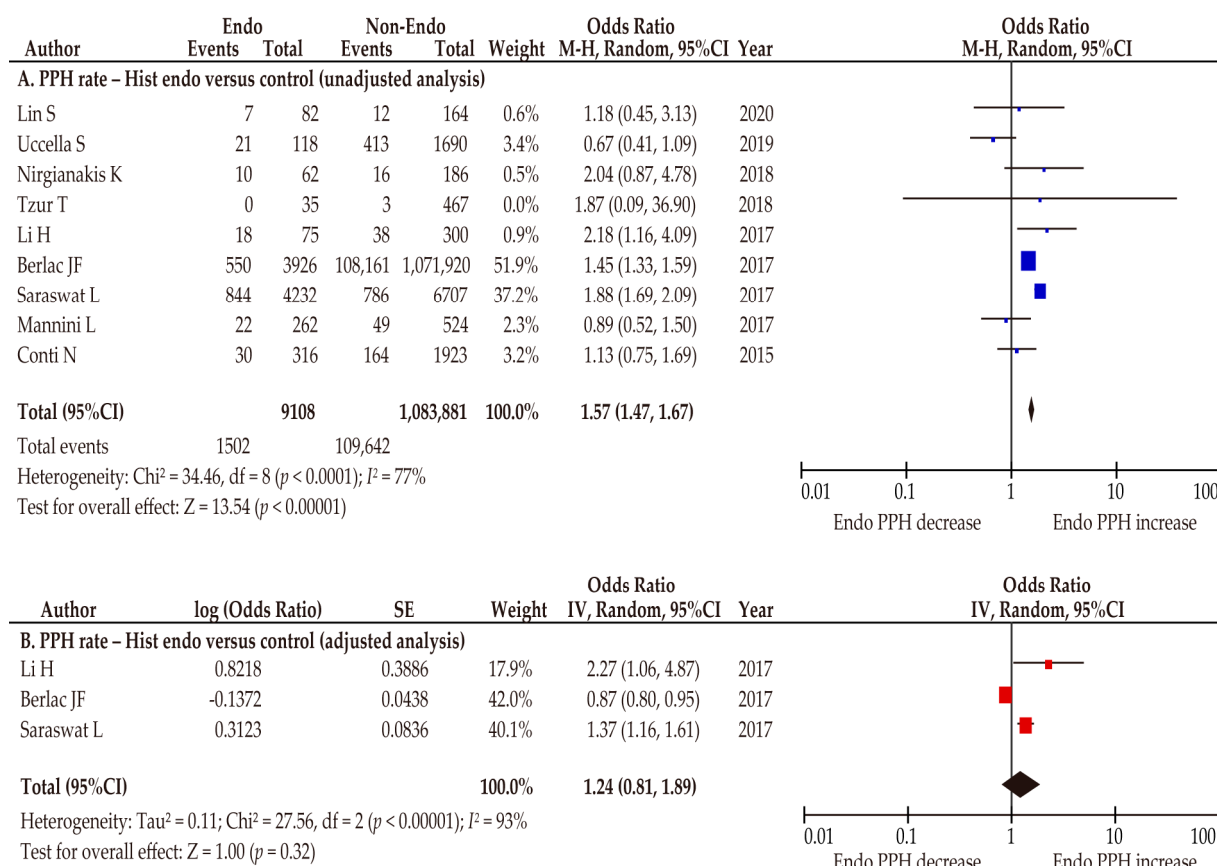 Endo Non-Endo Odds Ratio Odds Ratio
Author Events Total Events Total Weight M-H, Random, 95%CI Year M-H, Random, 95%CI
A. PPH rate – Hist endo versus control (unadjusted analysis)
Lin S 7 82 12 164 0.6% 1.18 (0.45, 3.13) 2020
Uccella S 21 118 413 1690 3.4% 0.67 (0.41, 1.09) 2019
Nirgianakis K 10 62 16 186 0.5% 2.04 (0.87, 4.78) 2018
Tzur T 0 35 3 467 0.0% 1.87 (0.09, 36.90) 2018
Li H 18 75 38 300 0.9% 2.18 (1.16, 4.09) 2017
Berlac JF 550 3926 108,161 1,071,920 51.9% 1.45 (1.33, 1.59) 2017
Saraswat L 844 4232 786 6707 37.2% 1.88 (1.69, 2.09) 2017
Mannini L 22 262 49 524 2.3% 0.89 (0.52, 1.50) 2017
Conti N 30 316 164 1923 3.2% 1.13 (0.75, 1.69) 2015
Total (95%CI) 9108 1,083,881 100.0% 1.57 (1.47, 1.67)
Total events 1502 109,642
Heterogeneity: Chi² = 34.46, df = 8 (p < 0.0001); I² = 77%
Test for overall effect: Z = 13.54 (p < 0.00001)
0.01 0.1 1 10 100
Endo PPH decrease Endo PPH increase
Odds Ratio Odds Ratio
Author log (Odds Ratio) SE Weight IV, Random, 95%CI Year IV, Random, 95%CI
B. PPH rate – Hist endo versus control (adjusted analysis)
Li H 0.8218 0.3886 17.9% 2.27 (1.06, 4.87) 2017
Berlac JF -0.1372 0.0438 42.0% 0.87 (0.80, 0.95) 2017
Saraswat L 0.3123 0.0836 40.1% 1.37 (1.16, 1.61) 2017
Total (95%CI) 100.0% 1.24 (0.81, 1.89)
Heterogeneity: Tau² = 0.11; Chi² = 27.56, df = 2 (p < 0.00001); I² = 93%
Test for overall effect: Z = 1.00 (p = 0.32)
0.01 0.1 1 10 100
Endo PPH decrease Endo PPH increase